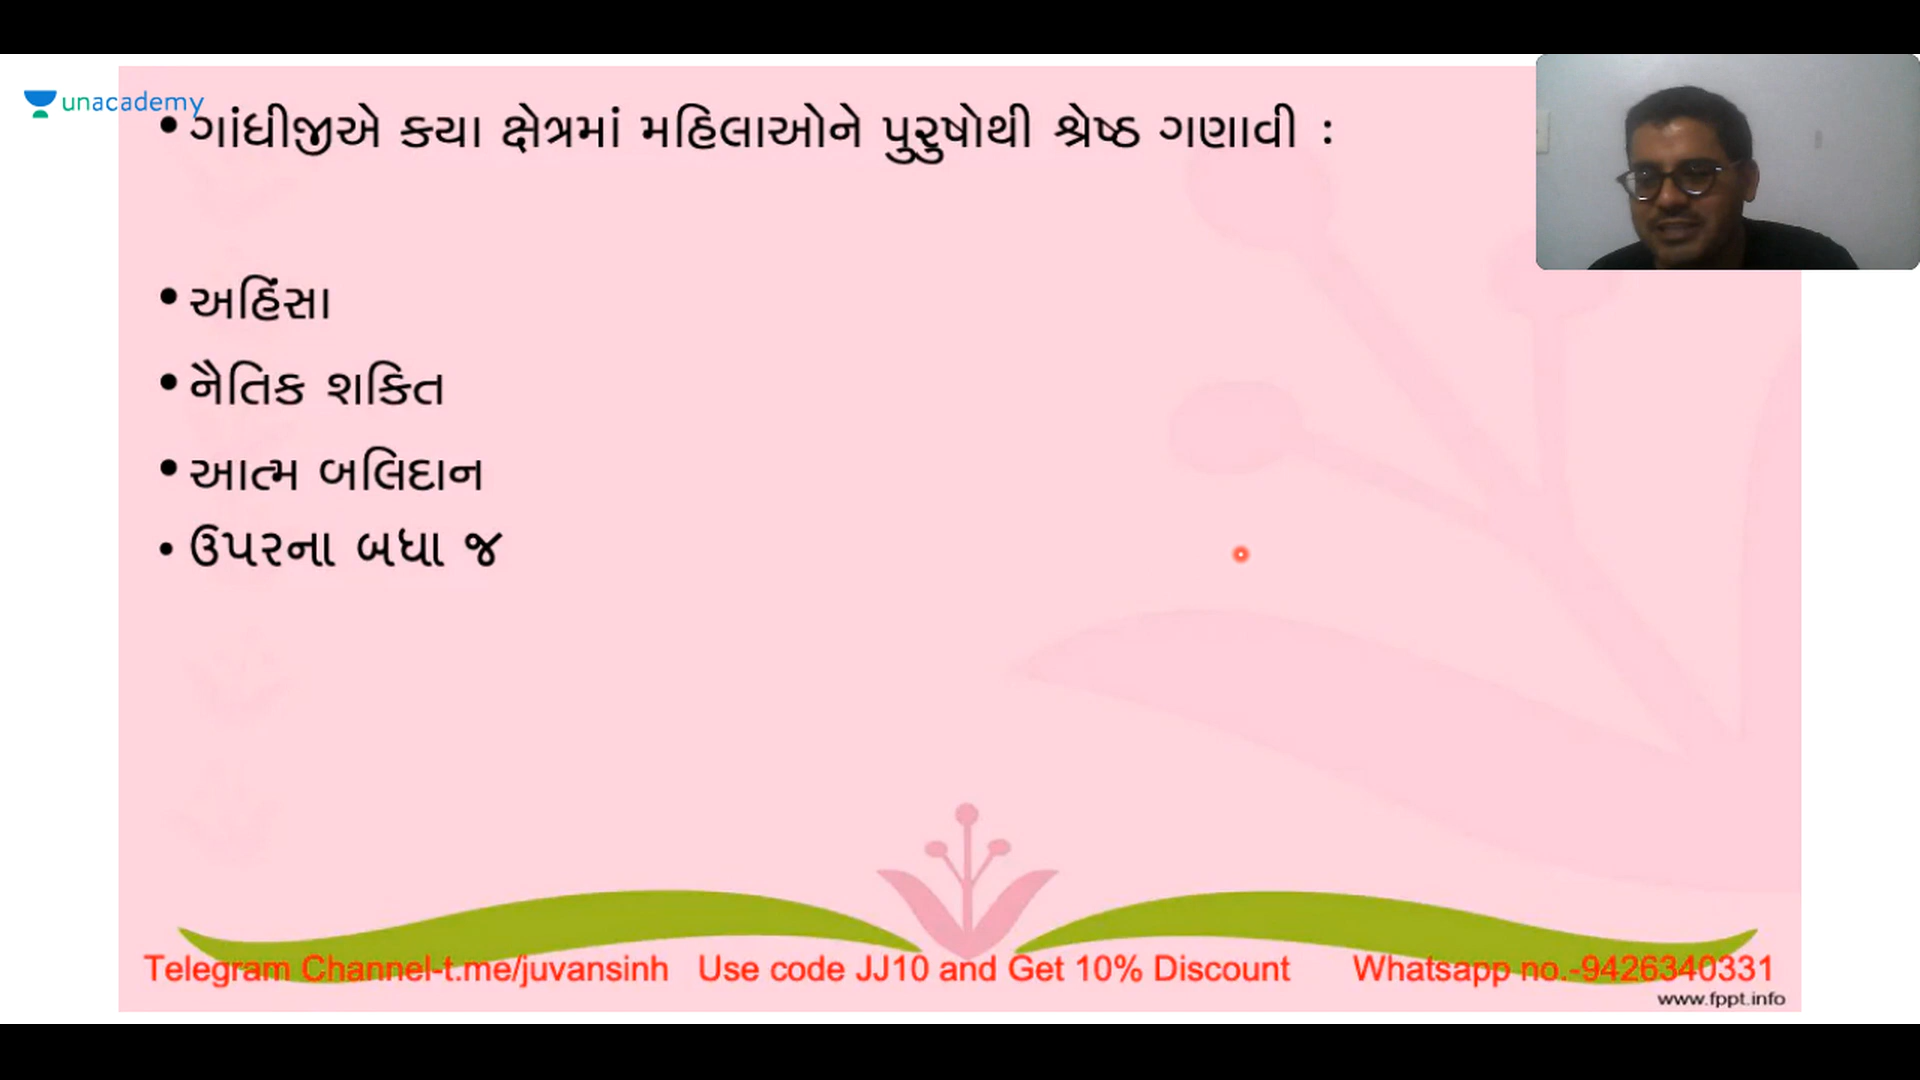 unacademy
• ગાંધીજીએ કયા ક્ષેત્રમાં મહિલાઓને પુરુષોથી શ્રેષ્ઠ ગણાવી :
• અહિંસા
• નૈતિક શકિત
• આત્મ બલિદાન
• ઉપરના બધા જ
Telegram Channel-t.me/juvansinh Use code JJ10 and Get 10% Discount Whatsapp no.-9426340331
www.fppt.info